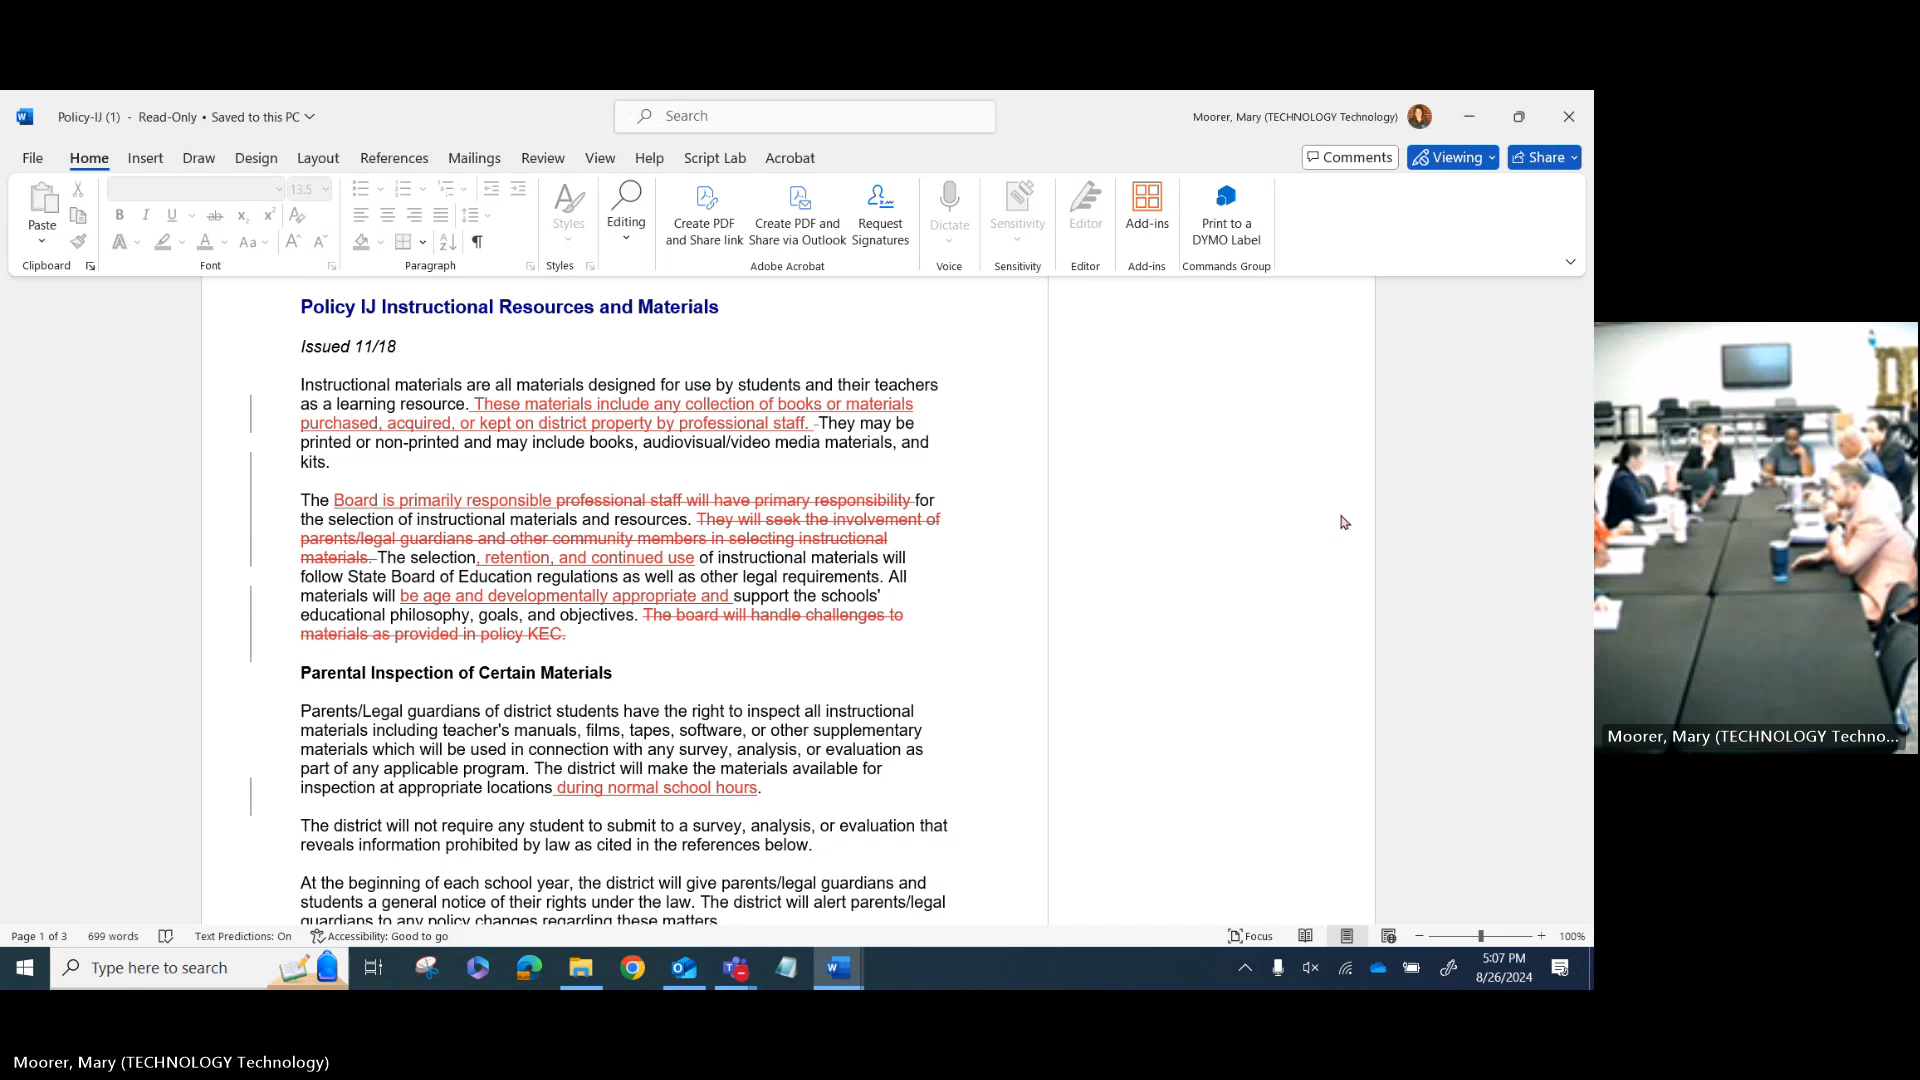 Policy-IJ (1) - Read-Only • Saved to this PC
Search
Moorer, Mary (TECHNOLOGY Technology)
File Home Insert Draw Design Layout References Mailings Review View Help Script Lab Acrobat
Comments Viewing Share
13.5
Paste
Styles
Editing
Create PDF and Share link
Create PDF and Share via Outlook
Request Signatures
Dictate
Sensitivity
Editor
Add-ins
Print to a DYMO Label
Clipboard Font Paragraph Styles Adobe Acrobat Voice Sensitivity Editor Add-ins Commands Group
Policy IJ Instructional Resources and Materials
Issued 11/18
Instructional materials are all materials designed for use by students and their teachers
as a learning resource. These materials include any collection of books or materials
purchased, acquired, or kept on district property by professional staff. They may be
printed or non-printed and may include books, audiovisual/video media materials, and
kits.
The Board is primarily responsible professional staff will have primary responsibility for
the selection of instructional materials and resources. They will seek the involvement of
parents/legal guardians and other community members in selecting instructional
materials. The selection, retention, and continued use of instructional materials will
follow State Board of Education regulations as well as other legal requirements. All
materials will be age and developmentally appropriate and support the schools'
educational philosophy, goals, and objectives. The board will handle challenges to
materials as provided in policy KEC.
Parental Inspection of Certain Materials
Parents/Legal guardians of district students have the right to inspect all instructional
materials including teacher's manuals, films, tapes, software, or other supplementary
materials which will be used in connection with any survey, analysis, or evaluation as
part of any applicable program. The district will make the materials available for
inspection at appropriate locations during normal school hours.
The district will not require any student to submit to a survey, analysis, or evaluation that
reveals information prohibited by law as cited in the references below.
At the beginning of each school year, the district will give parents/legal guardians and
students a general notice of their rights under the law. The district will alert parents/legal
guardians to any policy changes regarding these matters.
Page 1 of 3 699 words Text Predictions: On Accessibility: Good to go
Focus
100%
Type here to search
5:07 PM
8/26/2024
Moorer, Mary (TECHNOLOGY Techno...
Moorer, Mary (TECHNOLOGY Technology)